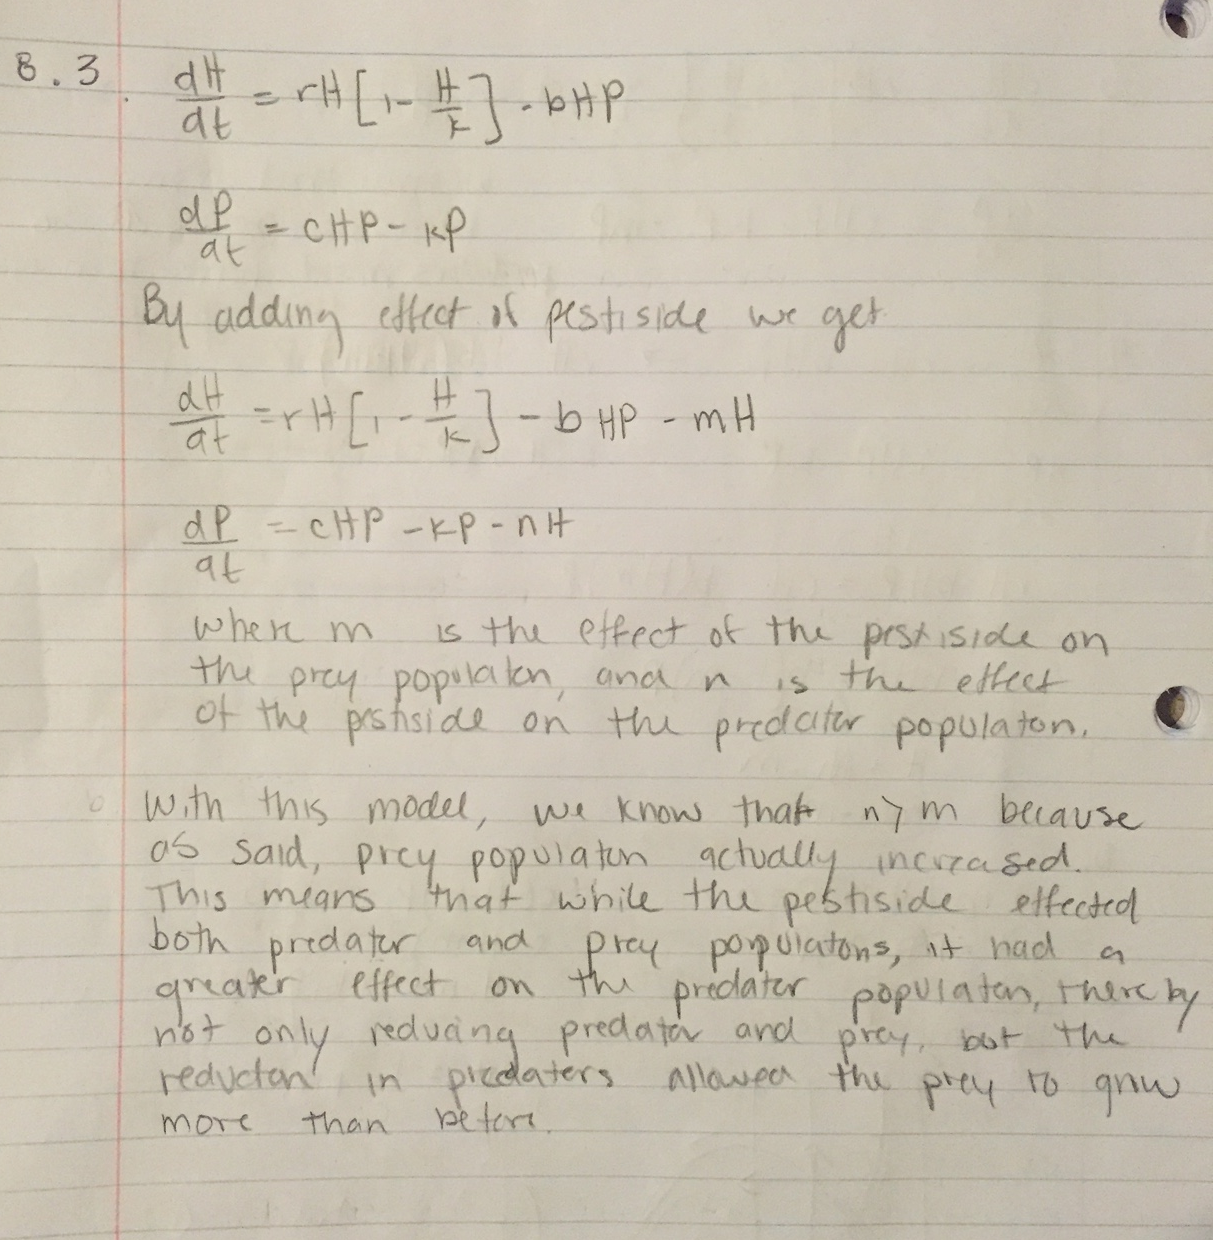 8.3. dH/dt = rH[1-H/K] - bHP
dP/dt = cHP - kP
By adding effect of pestiside we get
dH/dt = rH[1-H/K] - bHP - mH
dP/dt = cHP - kP - nH
where m is the effect of the pestiside on
the prey populaton, and n is the effect
of the pestiside on the predater populaton.
With this model, we know that n>m because
as said, prey populaton actually increased.
This means that while the pestiside effected
both predater and prey porpulatons, it had a
greater effect on the predater populaton, thereby
not only reducing predator and prey, but the
reducton in predaters allowed the prey to grow
more than before.